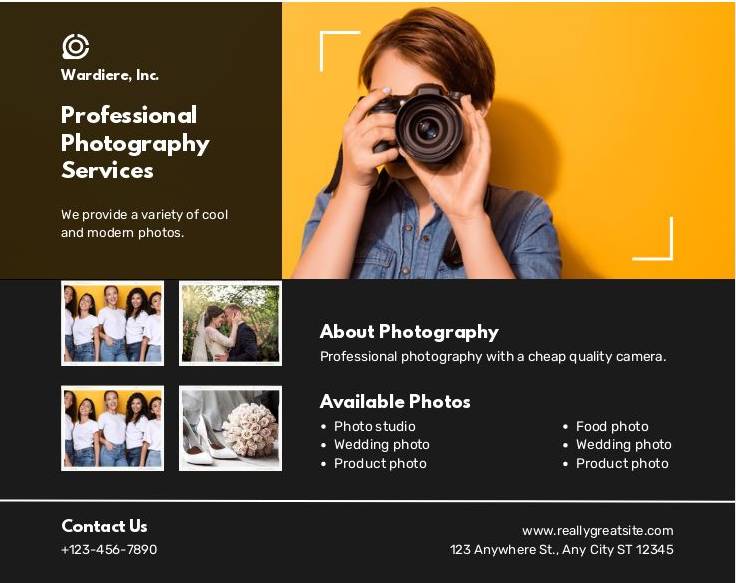 Wardiere, Inc.
Professional
Photography
Services
We provide a variety of cool
and modern photos.
About Photography
Professional photography with a cheap quality camera.
Available Photos
• Photo studio
• Wedding photo
• Product photo
• Food photo
• Wedding photo
• Product photo
Contact Us
+123-456-7890
www.reallygreatsite.com
123 Anywhere St., Any City ST 12345